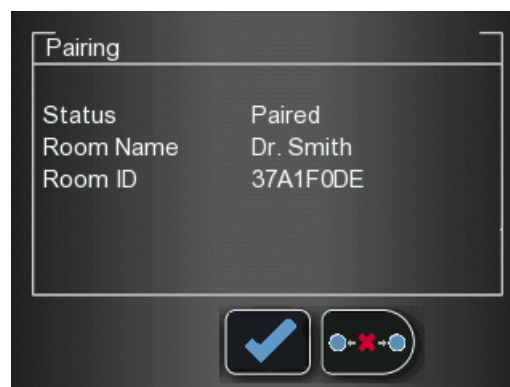 Pairing
Status Paired
Room Name Dr. Smith
Room ID 37A1F0DE